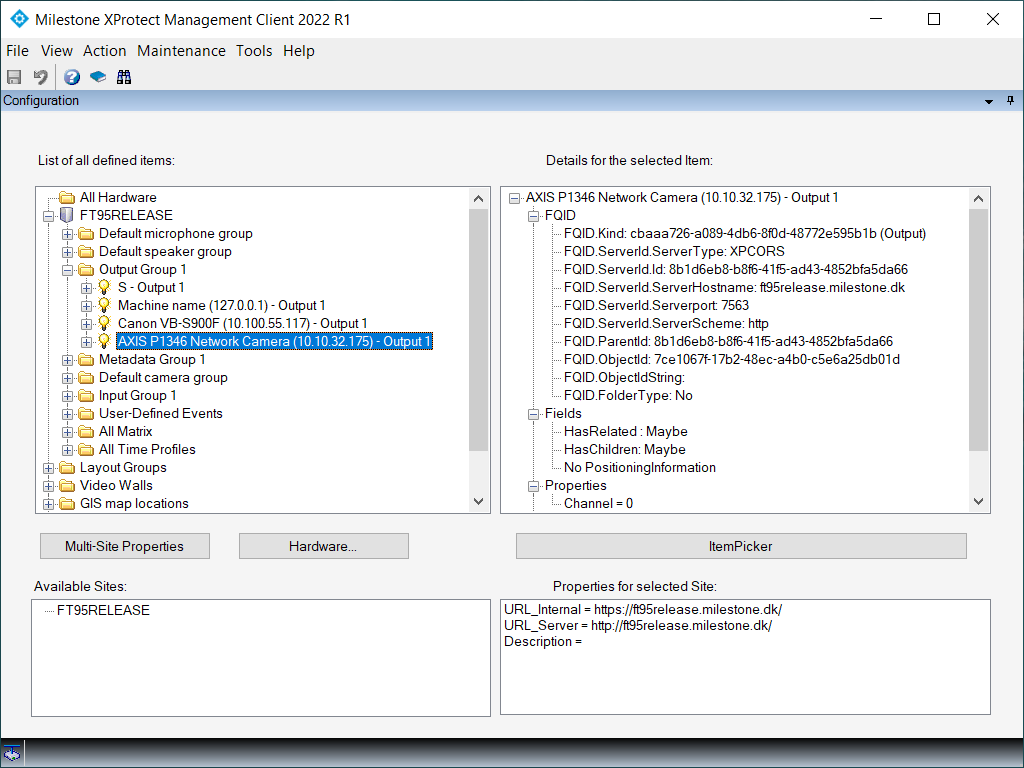 Milestone XProtect Management Client 2022 R1
File View Action Maintenance Tools Help
Configuration
List of all defined items:
All Hardware
FT95RELEASE
Default microphone group
Default speaker group
Output Group 1
S - Output 1
Machine name (127.0.0.1) - Output 1
Canon VB-S900F (10.100.55.117) - Output 1
AXIS P1346 Network Camera (10.10.32.175) - Output 1
Metadata Group 1
Default camera group
Input Group 1
User-Defined Events
All Matrix
All Time Profiles
Layout Groups
Video Walls
GIS map locations
Details for the selected Item:
AXIS P1346 Network Camera (10.10.32.175) - Output 1
FQID
FQID.Kind: cbaaa726-a089-4db6-8f0d-48772e595b1b (Output)
FQID.ServerId.ServerType: XPCORS
FQID.ServerId.Id: 8b1d6eb8-b8f6-41f5-ad43-4852bfa5da66
FQID.ServerId.ServerHostname: ft95release.milestone.dk
FQID.ServerId.Serverport: 7563
FQID.ServerId.ServerScheme: http
FQID.ParentId: 8b1d6eb8-b8f6-41f5-ad43-4852bfa5da66
FQID.ObjectId: 7ce1067f-17b2-48ec-a4b0-c5e6a25db01d
FQID.ObjectIdString:
FQID.FolderType: No
Fields
HasRelated : Maybe
HasChildren: Maybe
No PositioningInformation
Properties
Channel = 0
Multi-Site Properties
Hardware...
ItemPicker
Available Sites:
FT95RELEASE
Properties for selected Site:
URL_Internal = https://ft95release.milestone.dk/
URL_Server = http://ft95release.milestone.dk/
Description =